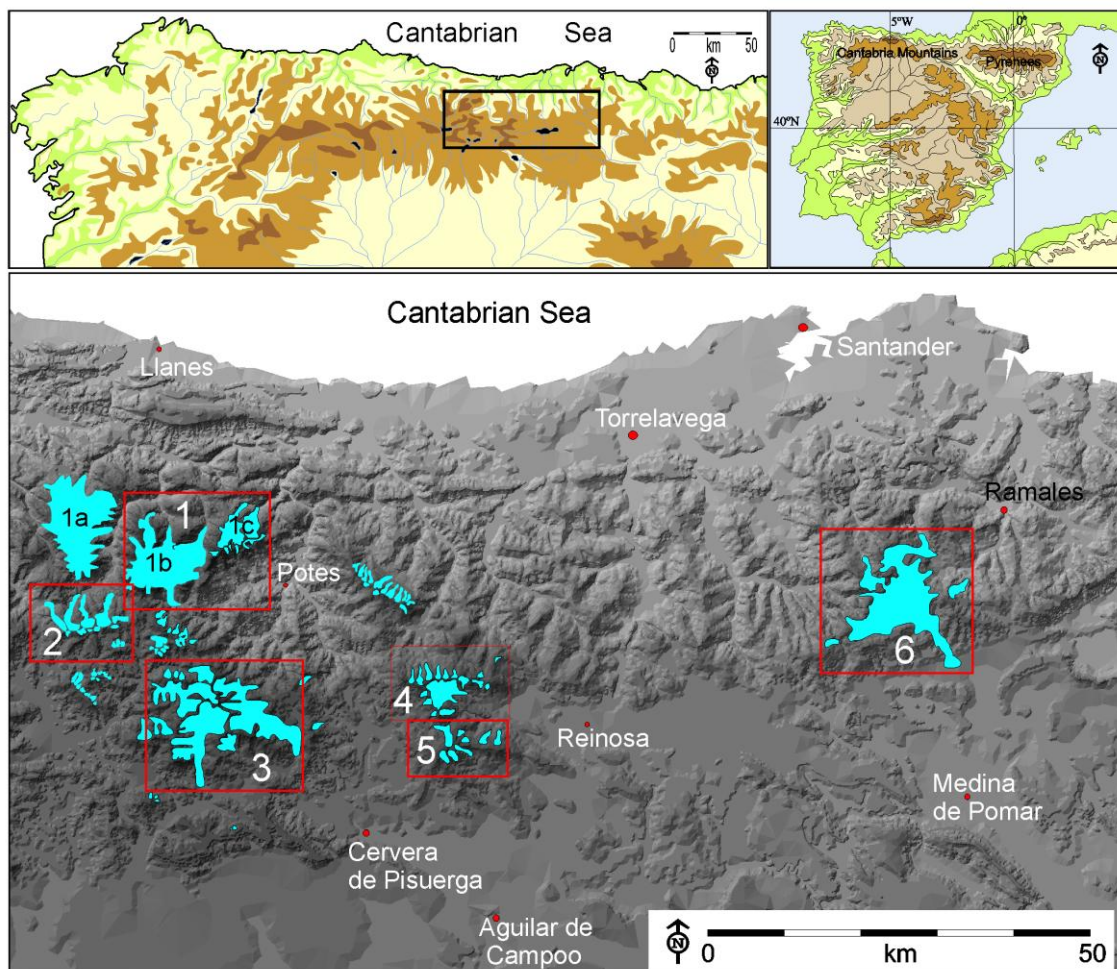 Cantabrian Sea
0 50
km
N
5°W 0°
Cantabria Mountains
Pyrenees
40ºN
N
Cantabrian Sea
Llanes
Santander
Torrelavega
Ramales
1a
1
1c
1b
Potes
2
6
4
3
5
Reinosa
Medina
de Pomar
Cervera
de Pisuerga
Aguilar de
Campoo
N
0 km 50